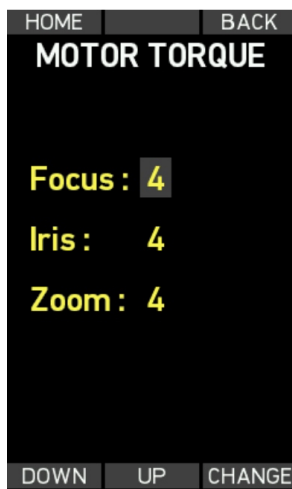 HOME BACK
MOTOR TORQUE
Focus: 4
Iris: 4
Zoom: 4
DOWN UP CHANGE